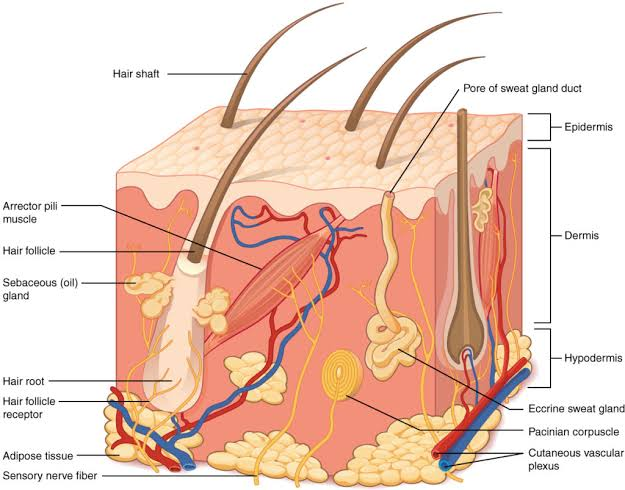 Hair shaft
Pore of sweat gland duct
Epidermis
Arrector pili
muscle
Dermis
Hair follicle
Sebaceous (oil)
gland
Hypodermis
Hair root
Hair follicle
receptor
Eccrine sweat gland
Pacinian corpuscle
Adipose tissue
Cutaneous vascular
plexus
Sensory nerve fiber